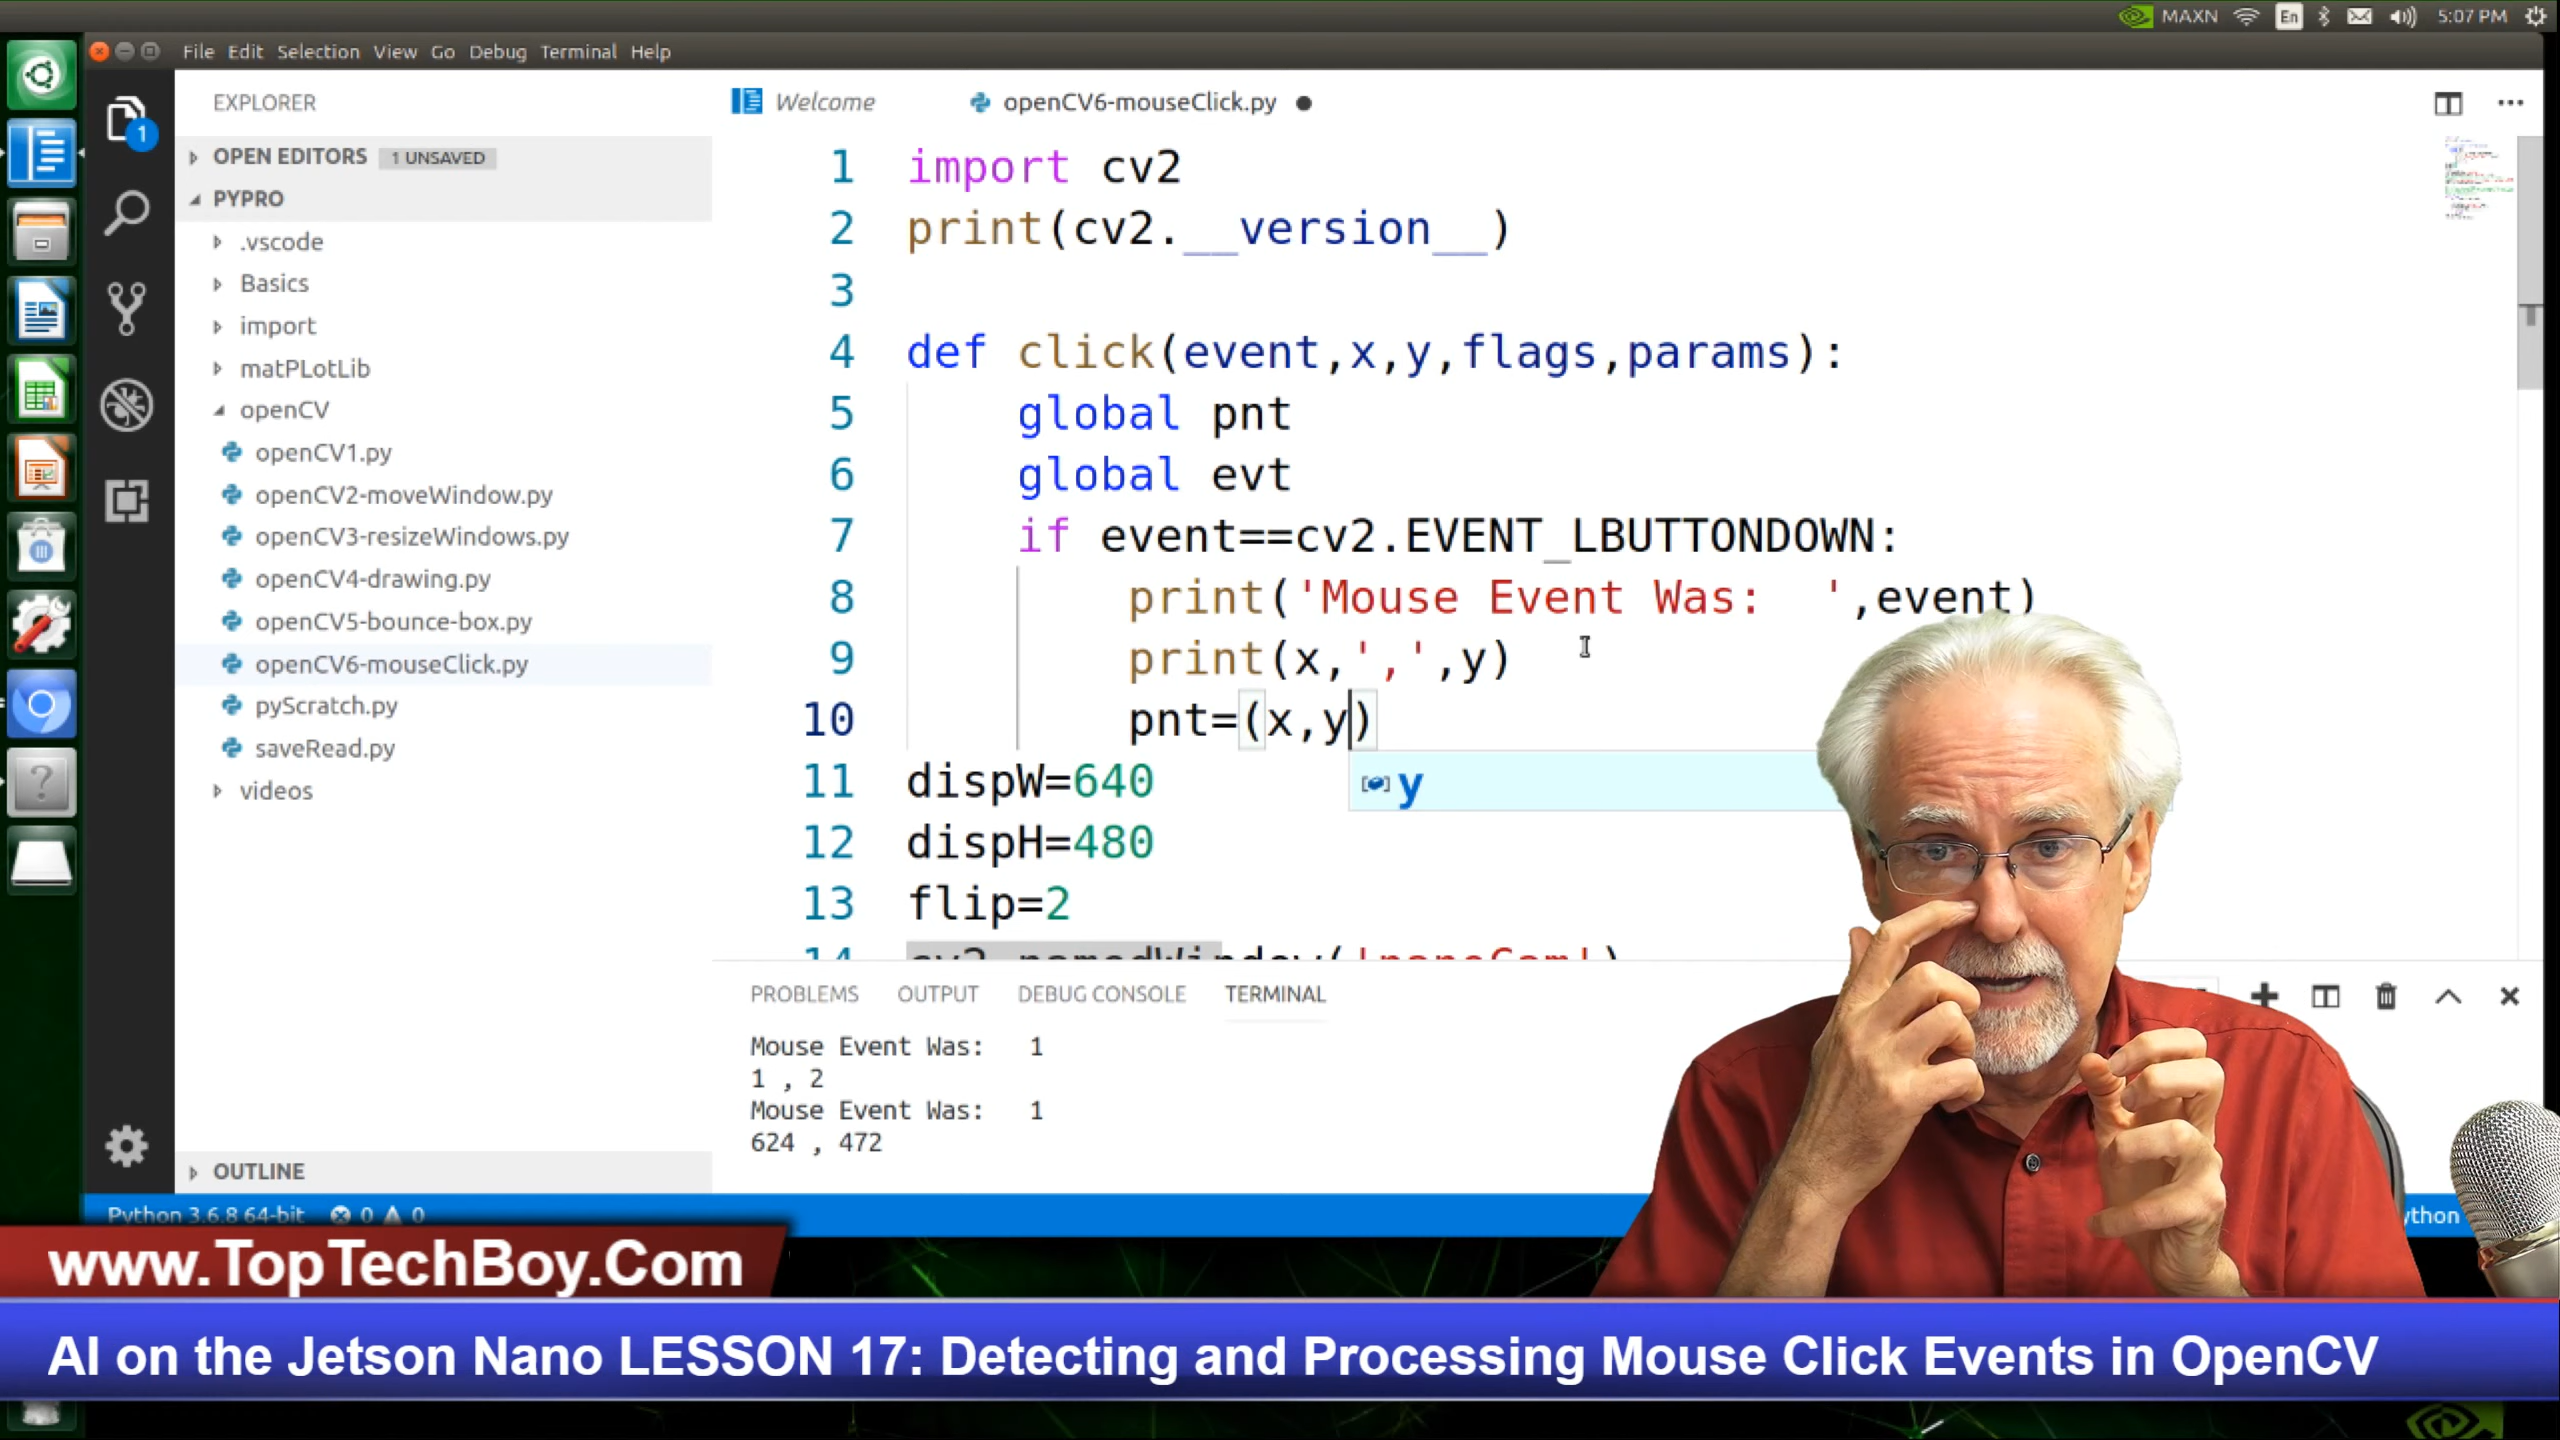 MAXN En 5:07 PM
File Edit Selection View Go Debug Terminal Help
EXPLORER
OPEN EDITORS 1 UNSAVED
PYPRO
.vscode
Basics
import
matPLotLib
openCV
openCV1.py
openCV2-moveWindow.py
openCV3-resizeWindows.py
openCV4-drawing.py
openCV5-bounce-box.py
openCV6-mouseClick.py
pyScratch.py
saveRead.py
videos
OUTLINE
1
Welcome openCV6-mouseClick.py
1 import cv2
2 print(cv2.__version__)
3
4 def click(event,x,y,flags,params):
5 global pnt
6 global evt
7 if event==cv2.EVENT_LBUTTONDOWN:
8 print('Mouse Event Was:  ',event)
9 print(x,',',y)
10 pnt=(x,y)
y
11 dispW=640
12 dispH=480
13 flip=2
14 cv2.namedWindow('nanoCam')
PROBLEMS OUTPUT DEBUG CONSOLE TERMINAL
Mouse Event Was:   1
1 , 2
Mouse Event Was:   1
624 , 472
Python 3.6.8 64-bit 0 0
www.TopTechBoy.Com
AI on the Jetson Nano LESSON 17: Detecting and Processing Mouse Click Events in OpenCV